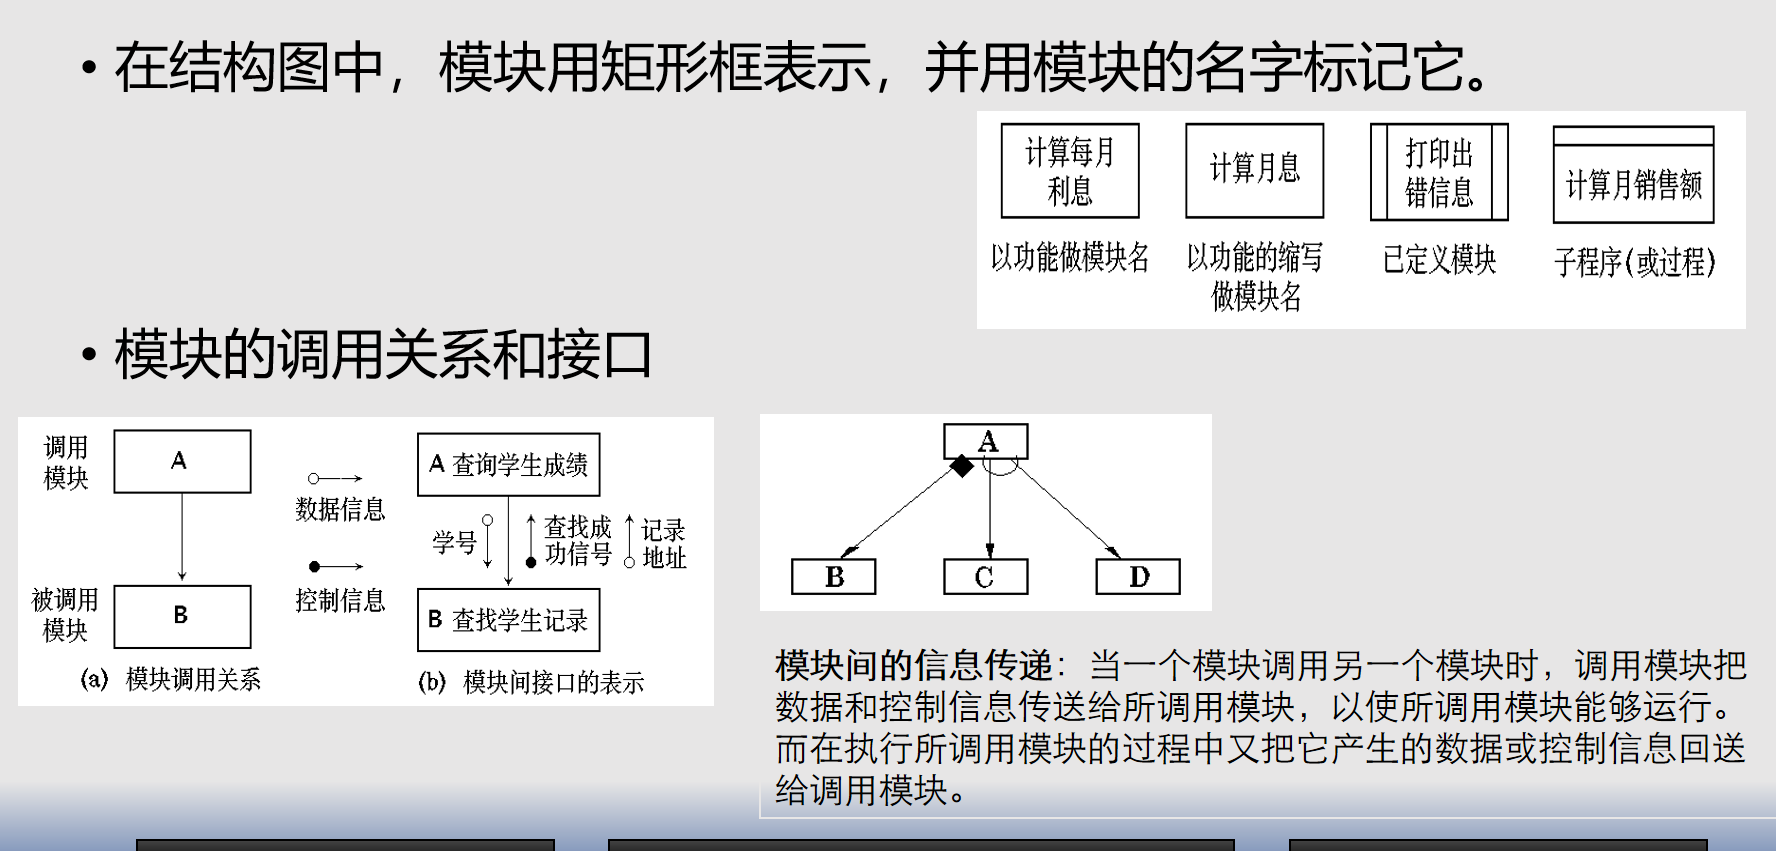 • 在结构图中，模块用矩形框表示，并用模块的名字标记它。
计算每月
利息
以功能做模块名
计算月息
以功能的缩写
做模块名
打印出
错信息
已定义模块
计算月销售额
子程序(或过程)
• 模块的调用关系和接口
调用
模块
A
被调用
模块
B
(a) 模块调用关系
数据信息
控制信息
A 查询学生成绩
学号
查找成
功信号
记录
地址
B 查找学生记录
(b) 模块间接口的表示
A
B
C
D
模块间的信息传递：当一个模块调用另一个模块时，调用模块把
数据和控制信息传送给所调用模块，以使所调用模块能够运行。
而在执行所调用模块的过程中又把它产生的数据或控制信息回送
给调用模块。